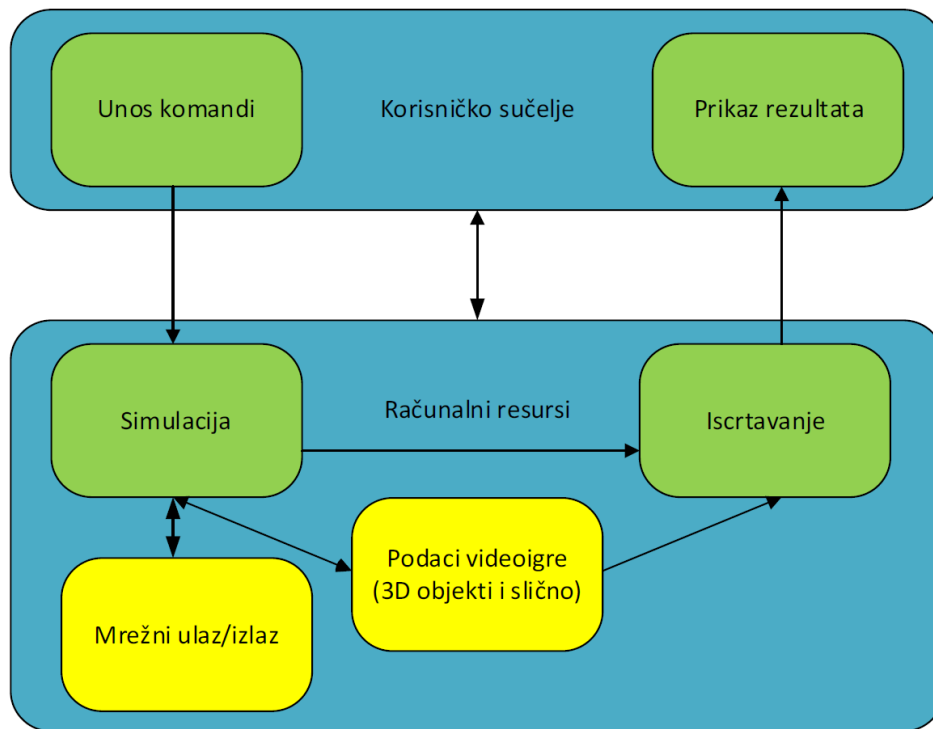 Unos komandi
Korisničko sučelje
Prikaz rezultata
Simulacija
Računalni resursi
Iscrtavanje
Podaci videoigre
(3D objekti i slično)
Mrežni ulaz/izlaz